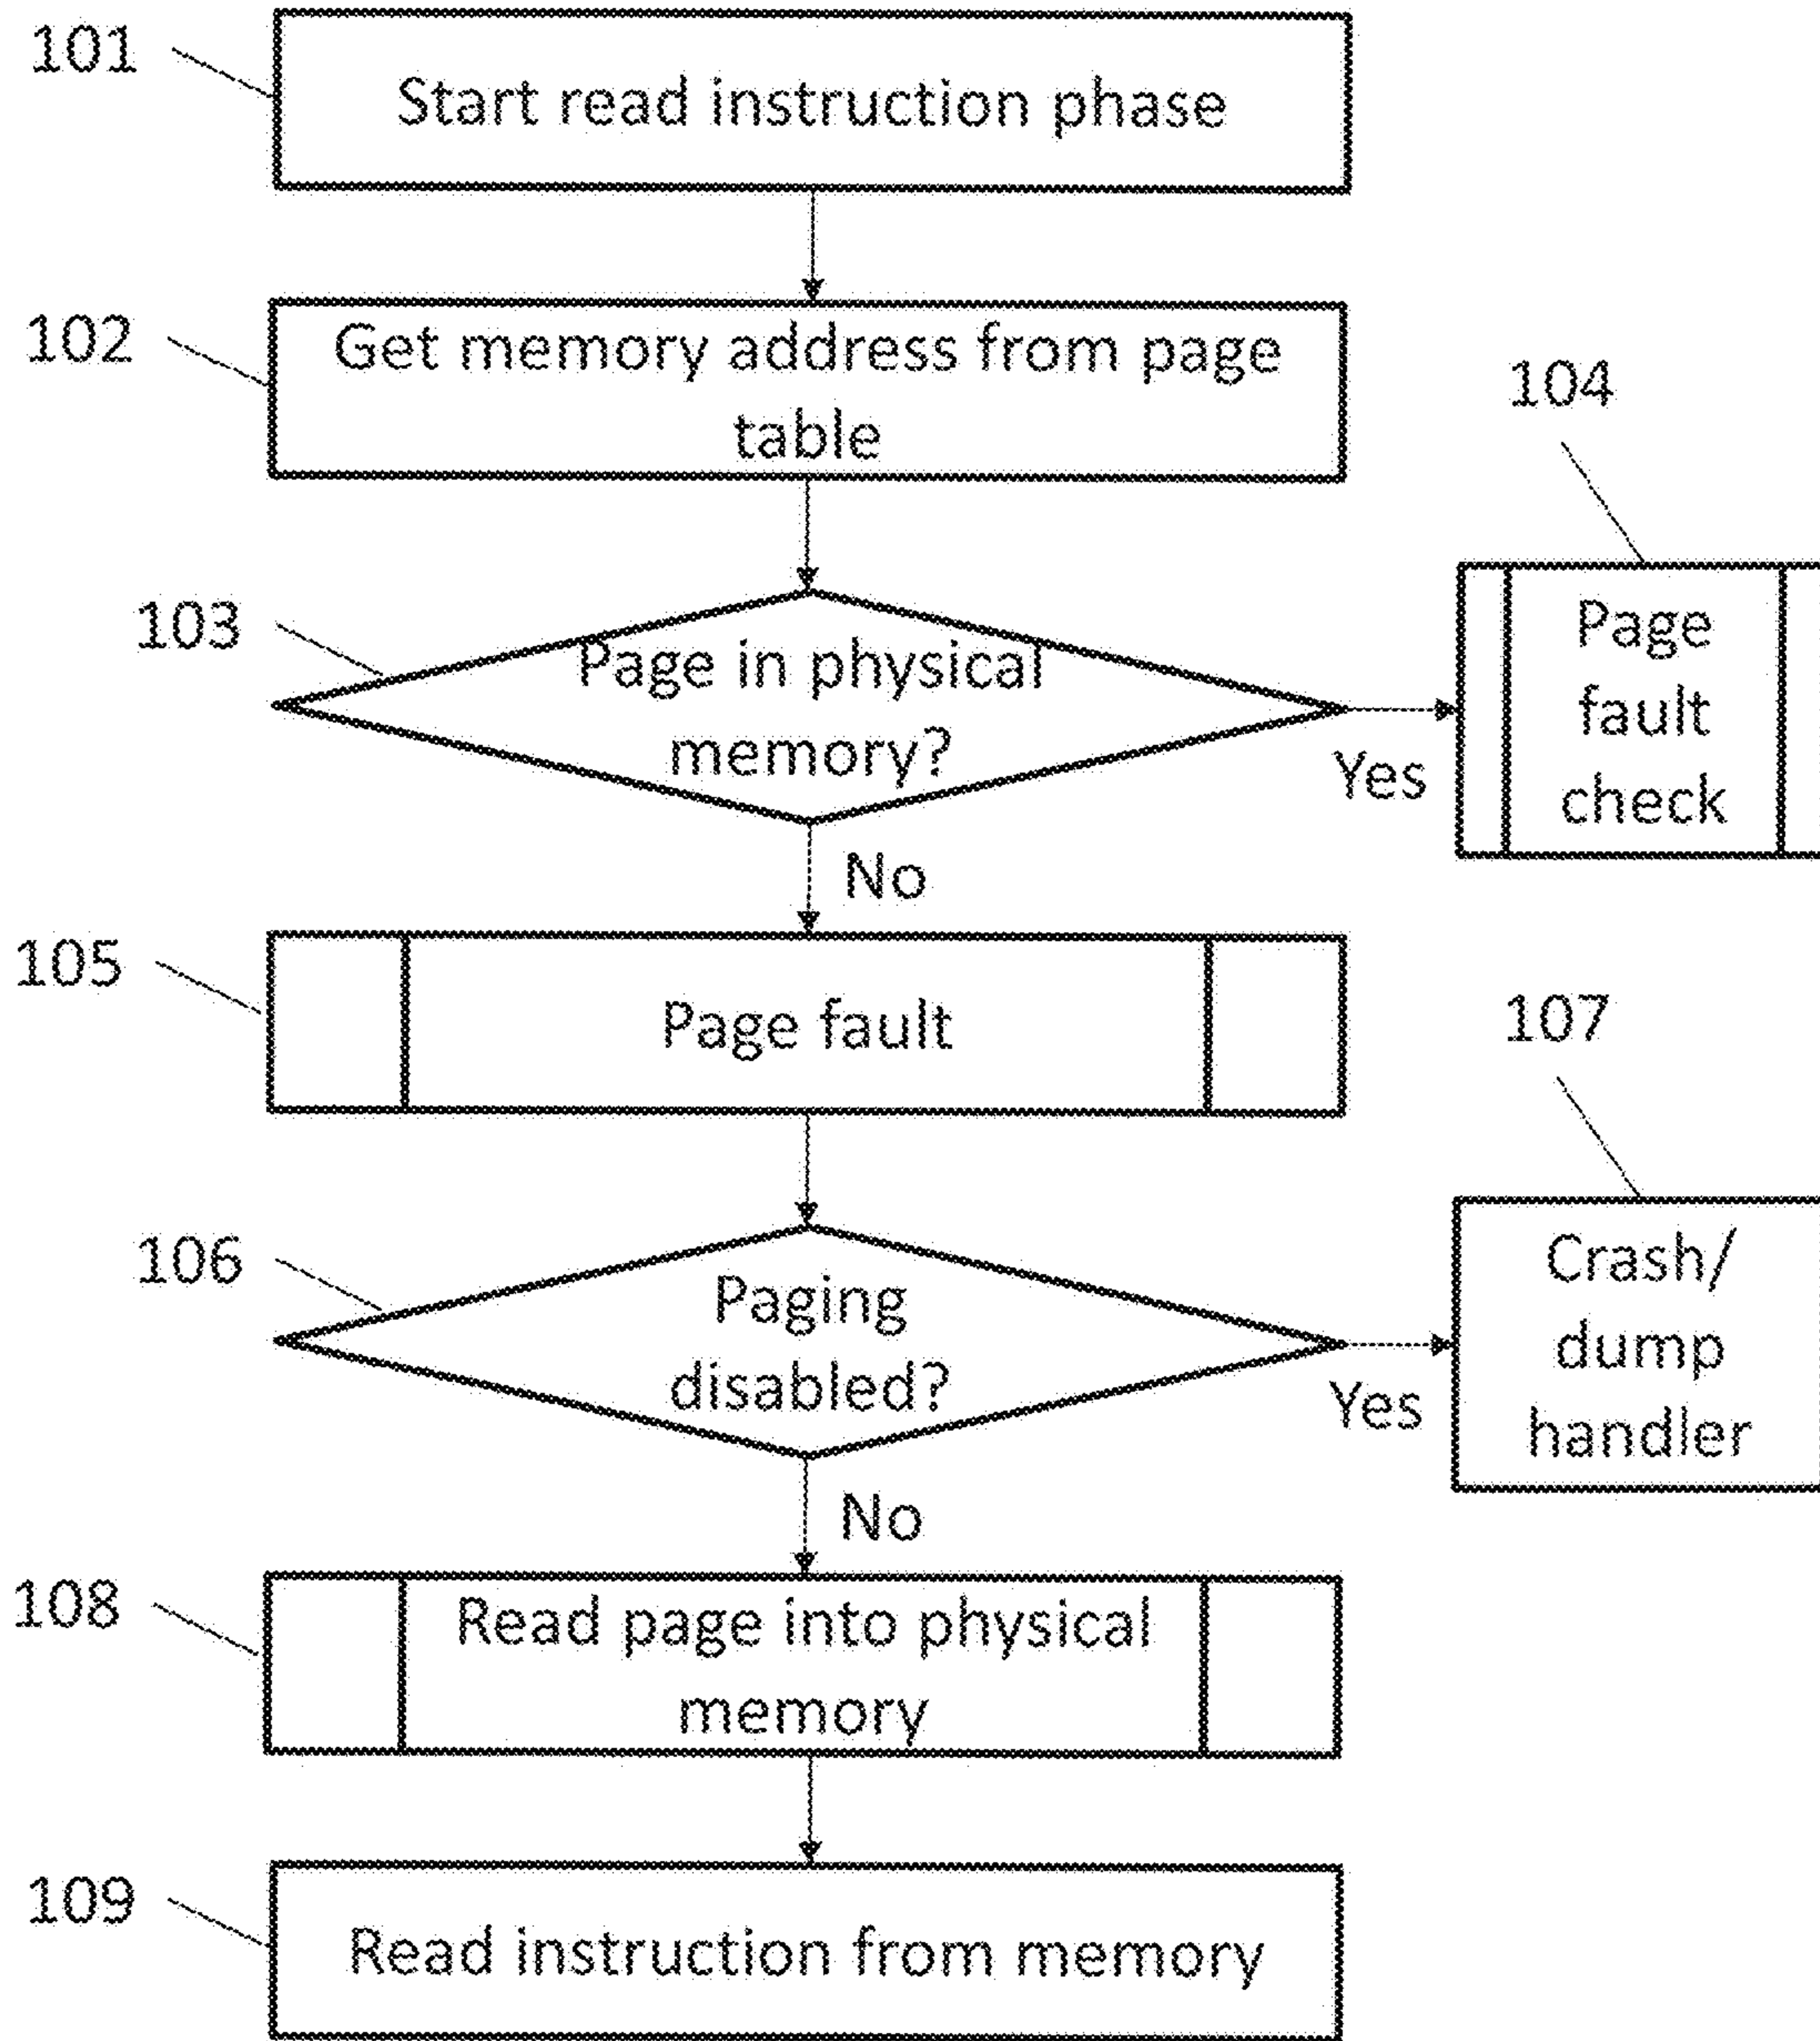 101
Start read instruction phase
102
Get memory address from page
table
104
103
Page in physical
memory?
Yes
Page
fault
check
No
105
Page fault
107
106
Paging
disabled?
Yes
Crash/
dump
handler
No
108
Read page into physical
memory
109
Read instruction from memory